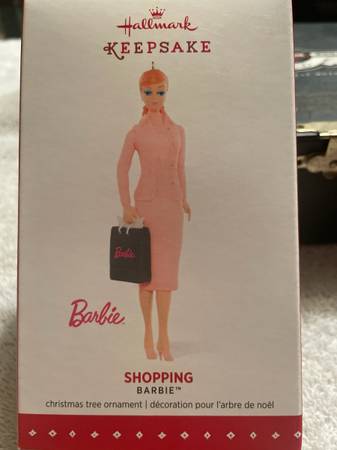 Hallmark
KEEPSAKE
Barbie
Barbie
SHOPPING
BARBIE™
christmas tree ornament | décoration pour l'arbre de noël